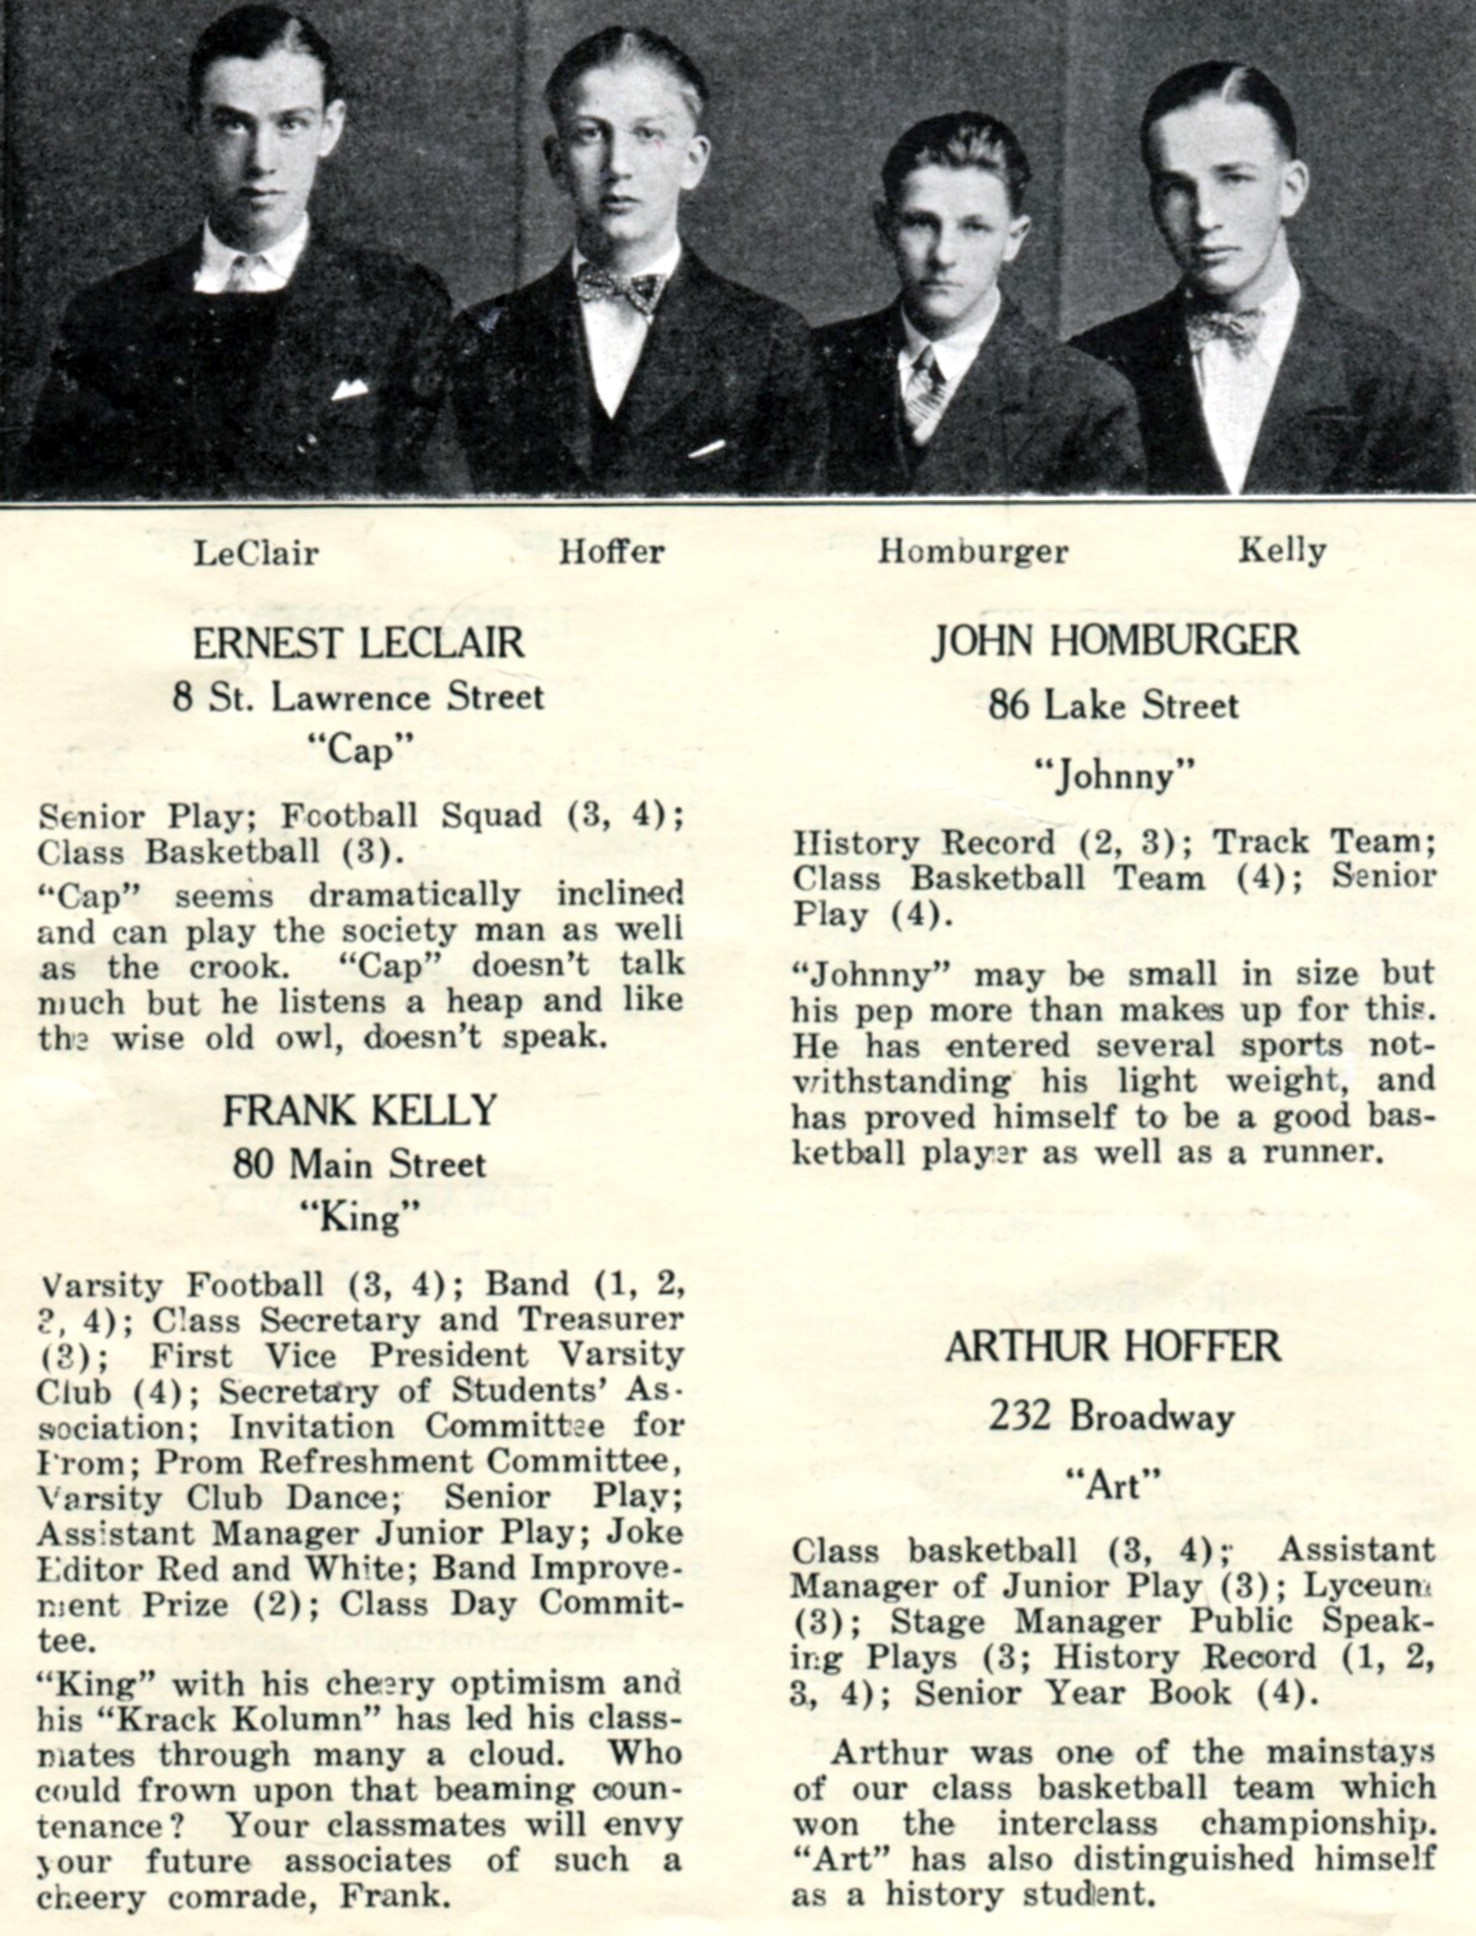 LeClair Hoffer Homburger Kelly
ERNEST LECLAIR
8 St. Lawrence Street
“Cap”
Senior Play; Football Squad (3, 4);
Class Basketball (3).
“Cap” seems dramatically inclined
and can play the society man as well
as the crook. “Cap” doesn't talk
much but he listens a heap and like
the wise old owl, doesn't speak.
FRANK KELLY
80 Main Street
“King”
Varsity Football (3, 4); Band (1, 2,
3, 4); Class Secretary and Treasurer
(3); First Vice President Varsity
Club (4); Secretary of Students' As-
sociation; Invitation Committee for
Prom; Prom Refreshment Committee,
Varsity Club Dance; Senior Play;
Assistant Manager Junior Play; Joke
Editor Red and White; Band Improve-
ment Prize (2); Class Day Commit-
tee.
“King” with his cheery optimism and
his “Krack Kolumn” has led his class-
mates through many a cloud. Who
could frown upon that beaming coun-
tenance? Your classmates will envy
your future associates of such a
cheery comrade, Frank.
JOHN HOMBURGER
86 Lake Street
“Johnny”
History Record (2, 3); Track Team;
Class Basketball Team (4); Senior
Play (4).
“Johnny” may be small in size but
his pep more than makes up for this.
He has entered several sports not-
withstanding his light weight, and
has proved himself to be a good bas-
ketball player as well as a runner.
ARTHUR HOFFER
232 Broadway
“Art”
Class basketball (3, 4); Assistant
Manager of Junior Play (3); Lyceum
(3); Stage Manager Public Speak-
ing Plays (3; History Record (1, 2,
3, 4); Senior Year Book (4).
Arthur was one of the mainstays
of our class basketball team which
won the interclass championship.
“Art” has also distinguished himself
as a history student.